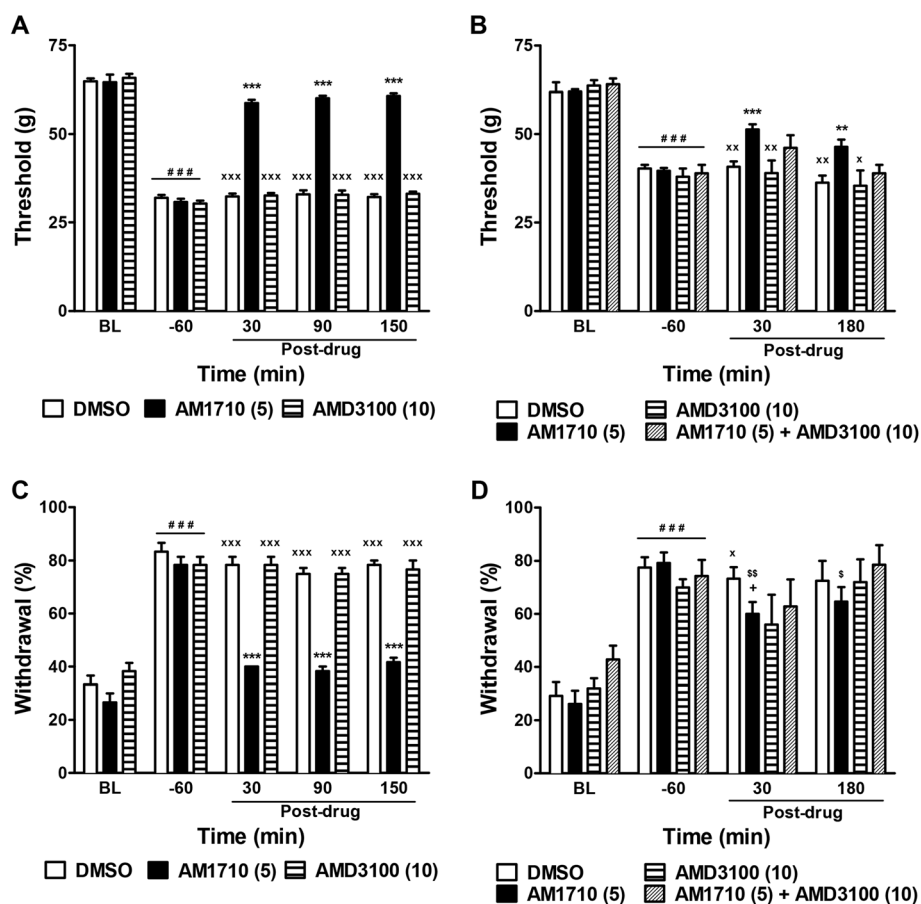 A
75
50
25
0
Threshold (g)
***
***
***
###
xxx
xxx
xxx
xxx
xxx
xxx
BL
-60
30
90
150
Post-drug
Time (min)
DMSO
AM1710 (5)
AMD3100 (10)
B
75
50
25
0
Threshold (g)
###
***
**
xx
xx
xx
x
BL
-60
30
180
Post-drug
Time (min)
DMSO
AMD3100 (10)
AM1710 (5)
AM1710 (5) + AMD3100 (10)
C
100
80
60
40
20
0
Withdrawal (%)
###
xxx
xxx
xxx
xxx
xxx
xxx
***
***
***
BL
-60
30
90
150
Post-drug
Time (min)
DMSO
AM1710 (5)
AMD3100 (10)
D
100
80
60
40
20
0
Withdrawal (%)
###
x
$$
+
$
BL
-60
30
180
Post-drug
Time (min)
DMSO
AMD3100 (10)
AM1710 (5)
AM1710 (5) + AMD3100 (10)